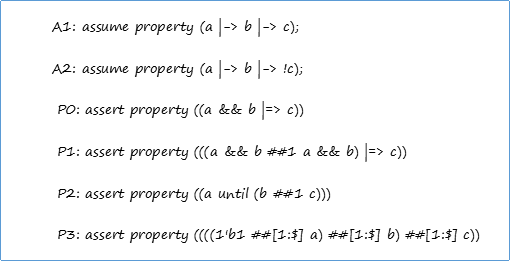 A1: assume property (a |-> b |-> c);
A2: assume property (a |-> b |-> !c);
P0: assert property ((a && b |=> c))
P1: assert property (((a && b ##1 a && b) |=> c))
P2: assert property ((a until (b ##1 c)))
P3: assert property ((((1'b1 ##[1:$] a) ##[1:$] b) ##[1:$] c))